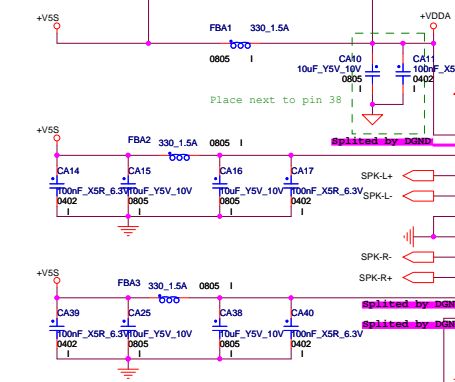 +V5S
FBA1 330_1.5A
+VDDA
0805 I
CA10
10uF_Y5V_10V
0805
I
CA11
100nF_X5
0402
I
Place next to pin 38
Splited by DGND
+V5S
FBA2 330_1.5A 0805 I
CA14
100nF_X5R_6.3V
0402
I
CA15
10uF_Y5V_10V
0805
I
CA16
10uF_Y5V_10V
0805
I
CA17
100nF_X5R_6.3V
0402
I
SPK-L+
SPK-L-
SPK-R-
SPK-R+
+V5S
FBA3 330_1.5A 0805 I
Splited by DGN
Splited by DGN
CA39
100nF_X5R_6.3V
0402
I
CA25
10uF_Y5V_10V
0805
I
CA38
10uF_Y5V_10V
0805
I
CA40
100nF_X5R_6.3V
0402
I